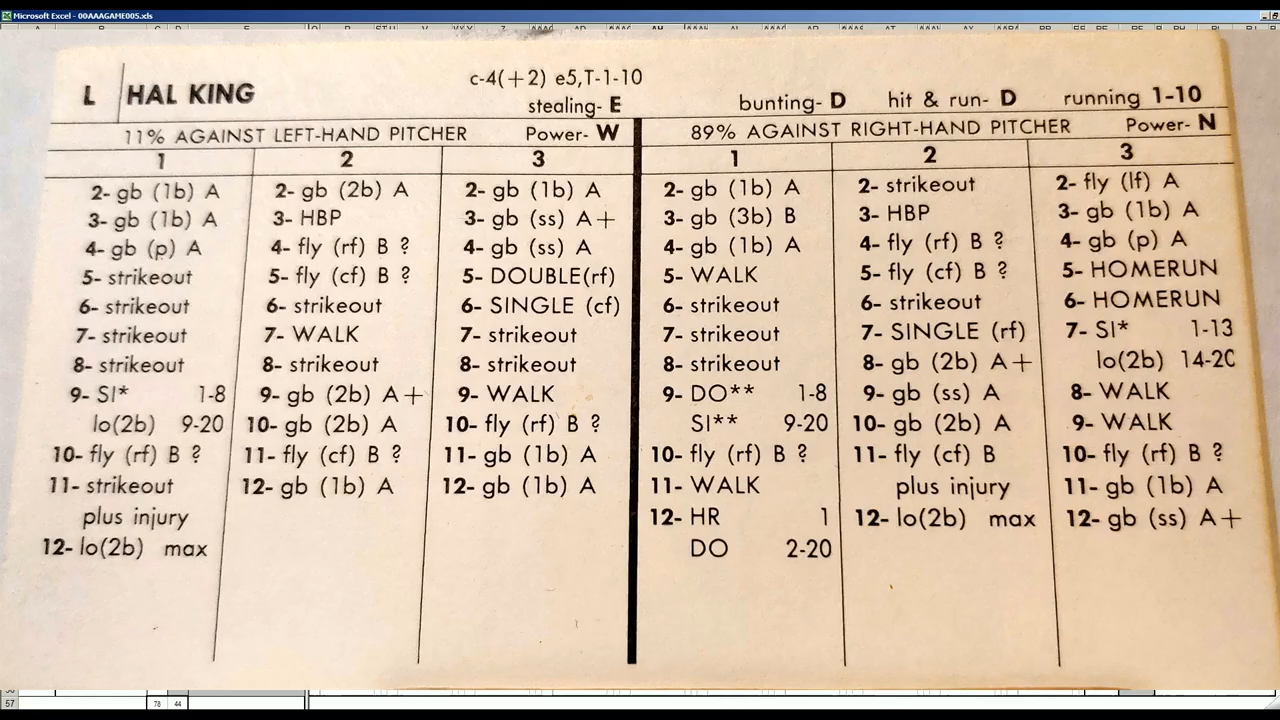 Microsoft Excel - 00AAAGAME005.xls
L HAL KING
c-4(+2) e5,T-1-10
stealing- E bunting- D hit & run- D running 1-10
11% AGAINST LEFT-HAND PITCHER Power- W
1 2 3
2- gb (1b) A 2- gb (2b) A 2- gb (1b) A
3- gb (1b) A 3- HBP 3- gb (ss) A+
4- gb (p) A 4- fly (rf) B ? 4- gb (ss) A
5- strikeout 5- fly (cf) B ? 5- DOUBLE(rf)
6- strikeout 6- strikeout 6- SINGLE (cf)
7- strikeout 7- WALK 7- strikeout
8- strikeout 8- strikeout 8- strikeout
9- SI* 1-8 9- gb (2b) A+ 9- WALK
lo(2b) 9-20 10- gb (2b) A 10- fly (rf) B ?
10- fly (rf) B ? 11- fly (cf) B ? 11- gb (1b) A
11- strikeout 12- gb (1b) A 12- gb (1b) A
plus injury
12- lo(2b) max
89% AGAINST RIGHT-HAND PITCHER Power- N
1 2 3
2- gb (1b) A 2- strikeout 2- fly (lf) A
3- gb (3b) B 3- HBP 3- gb (1b) A
4- gb (1b) A 4- fly (rf) B ? 4- gb (p) A
5- WALK 5- fly (cf) B ? 5- HOMERUN
6- strikeout 6- strikeout 6- HOMERUN
7- strikeout 7- SINGLE (rf) 7- SI* 1-13
8- strikeout 8- gb (2b) A+ lo(2b) 14-20
9- DO** 1-8 9- gb (ss) A 8- WALK
SI** 9-20 10- gb (2b) A 9- WALK
10- fly (rf) B ? 11- fly (cf) B 10- fly (rf) B ?
11- WALK plus injury 11- gb (1b) A
12- HR 1 12- lo(2b) max 12- gb (ss) A+
DO 2-20
57 78 44